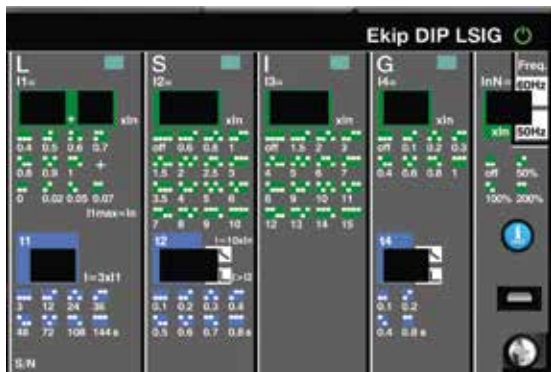 Ekip DIP LSIG
L
I1=
xIn
0.4 0.5 0.6 0.7
0.8 0.9 1 +
0 0.02 0.05 0.07
I1max=In
t1
I=3xI1
3 12 24 36
48 72 108 144 s
S/N
S
I2=
xIn
off 0.6 0.8 1
1.5 2 2.5 3
3.5 4 5 6
7 8 9 10
t2
I=10xIn
I>I2
0.1 0.2 0.3 0.4
0.5 0.6 0.7 0.8 s
I
I3=
xIn
off 1.5 2 3
4 5 6 7
8 9 10 11
12 13 14 15
G
I4=
xIn
off 0.1 0.2 0.3
0.4 0.6 0.8 1
t4
0.1 0.2
0.4 0.8 s
Freq.
InN=
60Hz
xIn
50Hz
off 50%
100% 200%